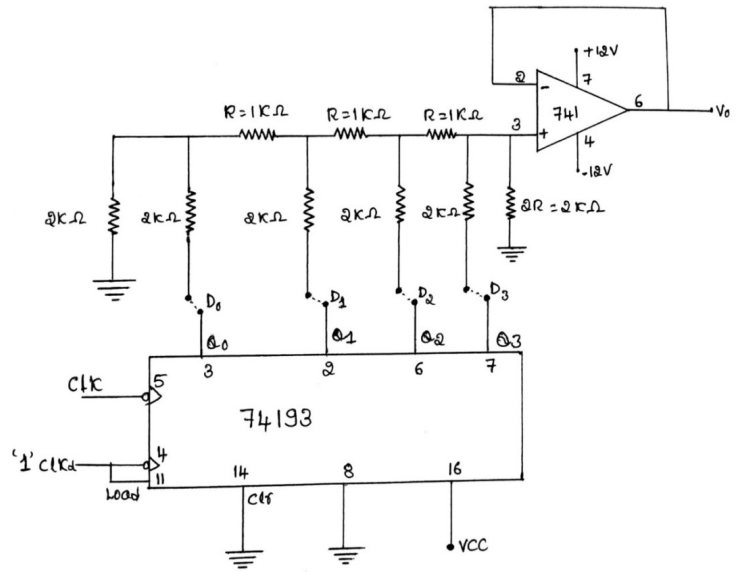 +12V
2
7
-
741
6
V₀
3
+
4
-12V
R=1KΩ
R=1KΩ
R=1KΩ
2KΩ
2KΩ
2KΩ
2KΩ
2KΩ
2R = 2KΩ
D₀
D₁
D₂
D₃
Q0
Q1
Q2
Q3
3
2
6
7
Clk
5
74193
'1' Clkd
4
11
Load
14
8
16
Clr
VCC